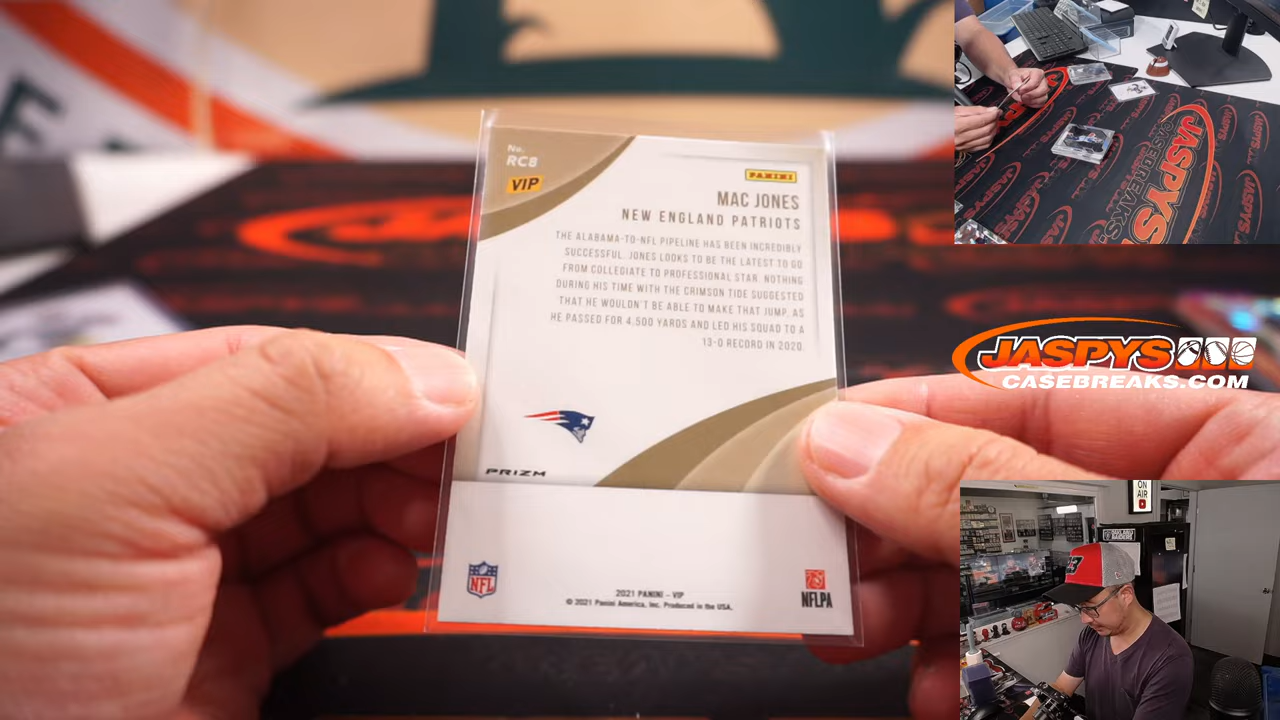 No.
RC8
VIP
PANINI
MAC JONES
NEW ENGLAND PATRIOTS
THE ALABAMA-TO-NFL PIPELINE HAS BEEN INCREDIBLY
SUCCESSFUL. JONES LOOKS TO BE THE LATEST TO GO
FROM COLLEGIATE TO PROFESSIONAL STAR. NOTHING
DURING HIS TIME WITH THE CRIMSON TIDE SUGGESTED
THAT HE WOULDN'T BE ABLE TO MAKE THAT JUMP, AS
HE PASSED FOR 4,500 YARDS AND LED HIS SQUAD TO A
13-0 RECORD IN 2020.
PRIZM
NFL
2021 PANINI – VIP
© 2021 Panini America, Inc. Produced in the USA.
NFLPA
JASPYS
CASEBREAKS.COM
JASPYS
CASEBREAKS.
ON
AIR